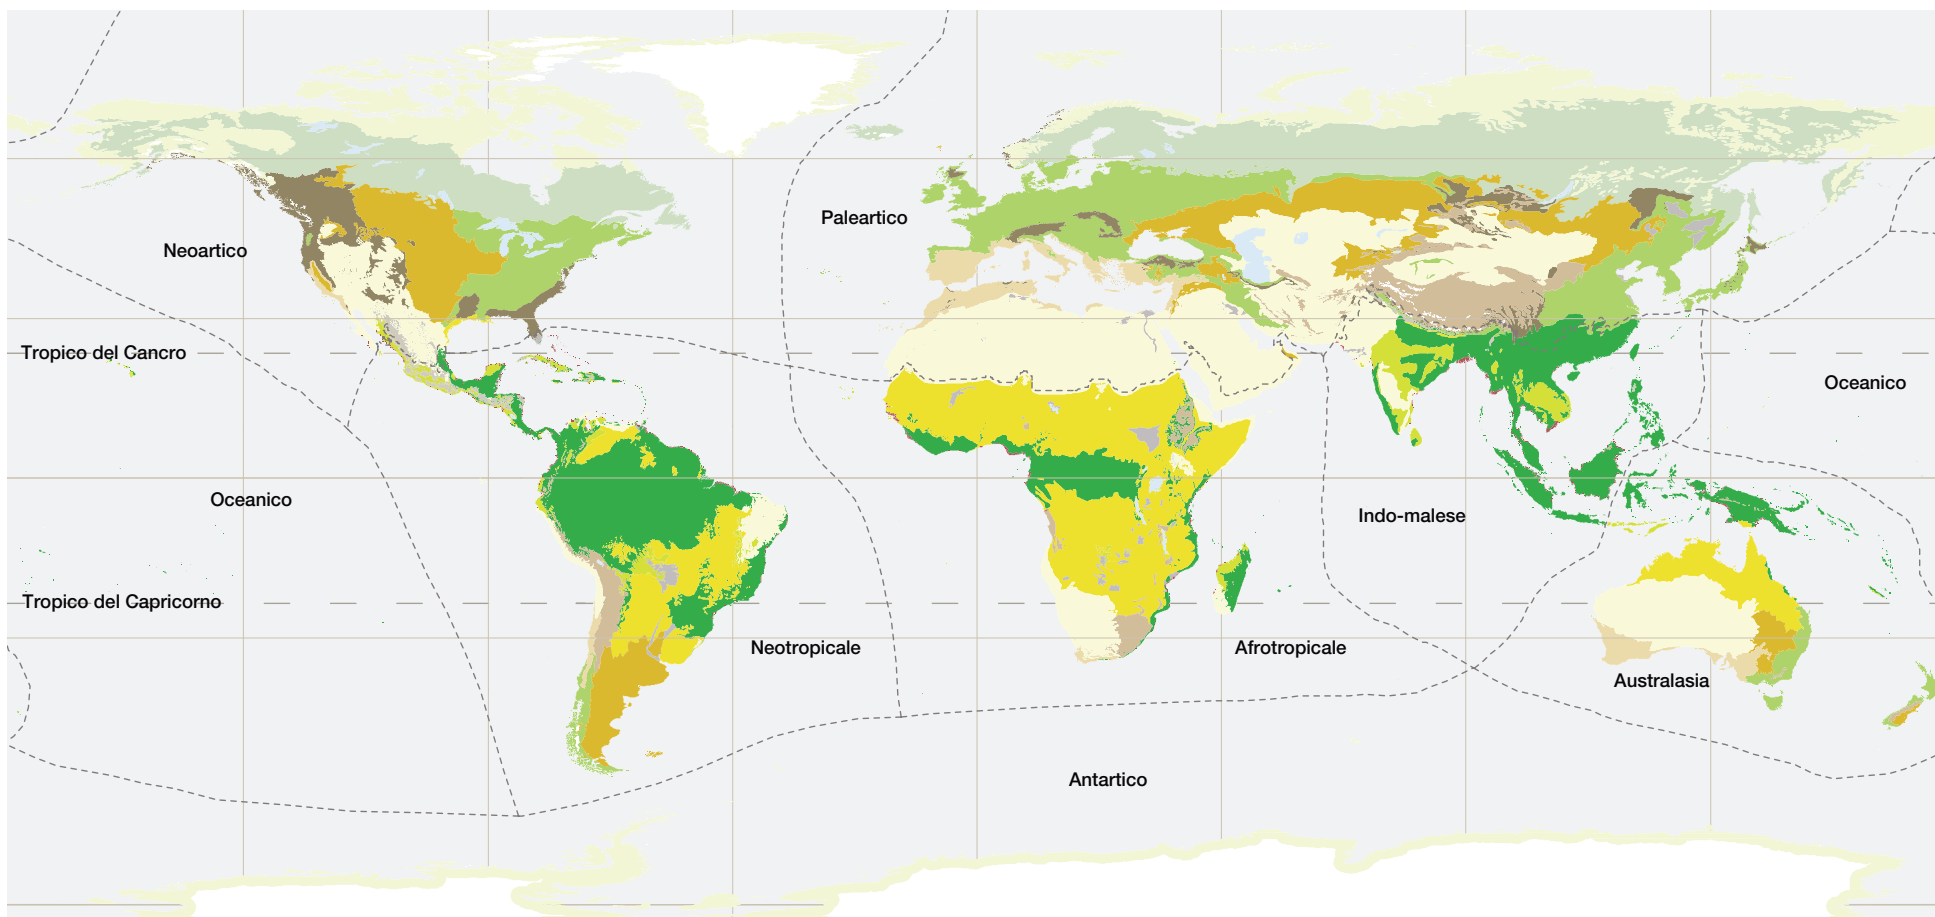 Paleartico
Neoartico
Tropico del Cancro
Oceanico
Oceanico
Indo-malese
Tropico del Capricorno
Neotropicale
Afrotropicale
Australasia
Antartico